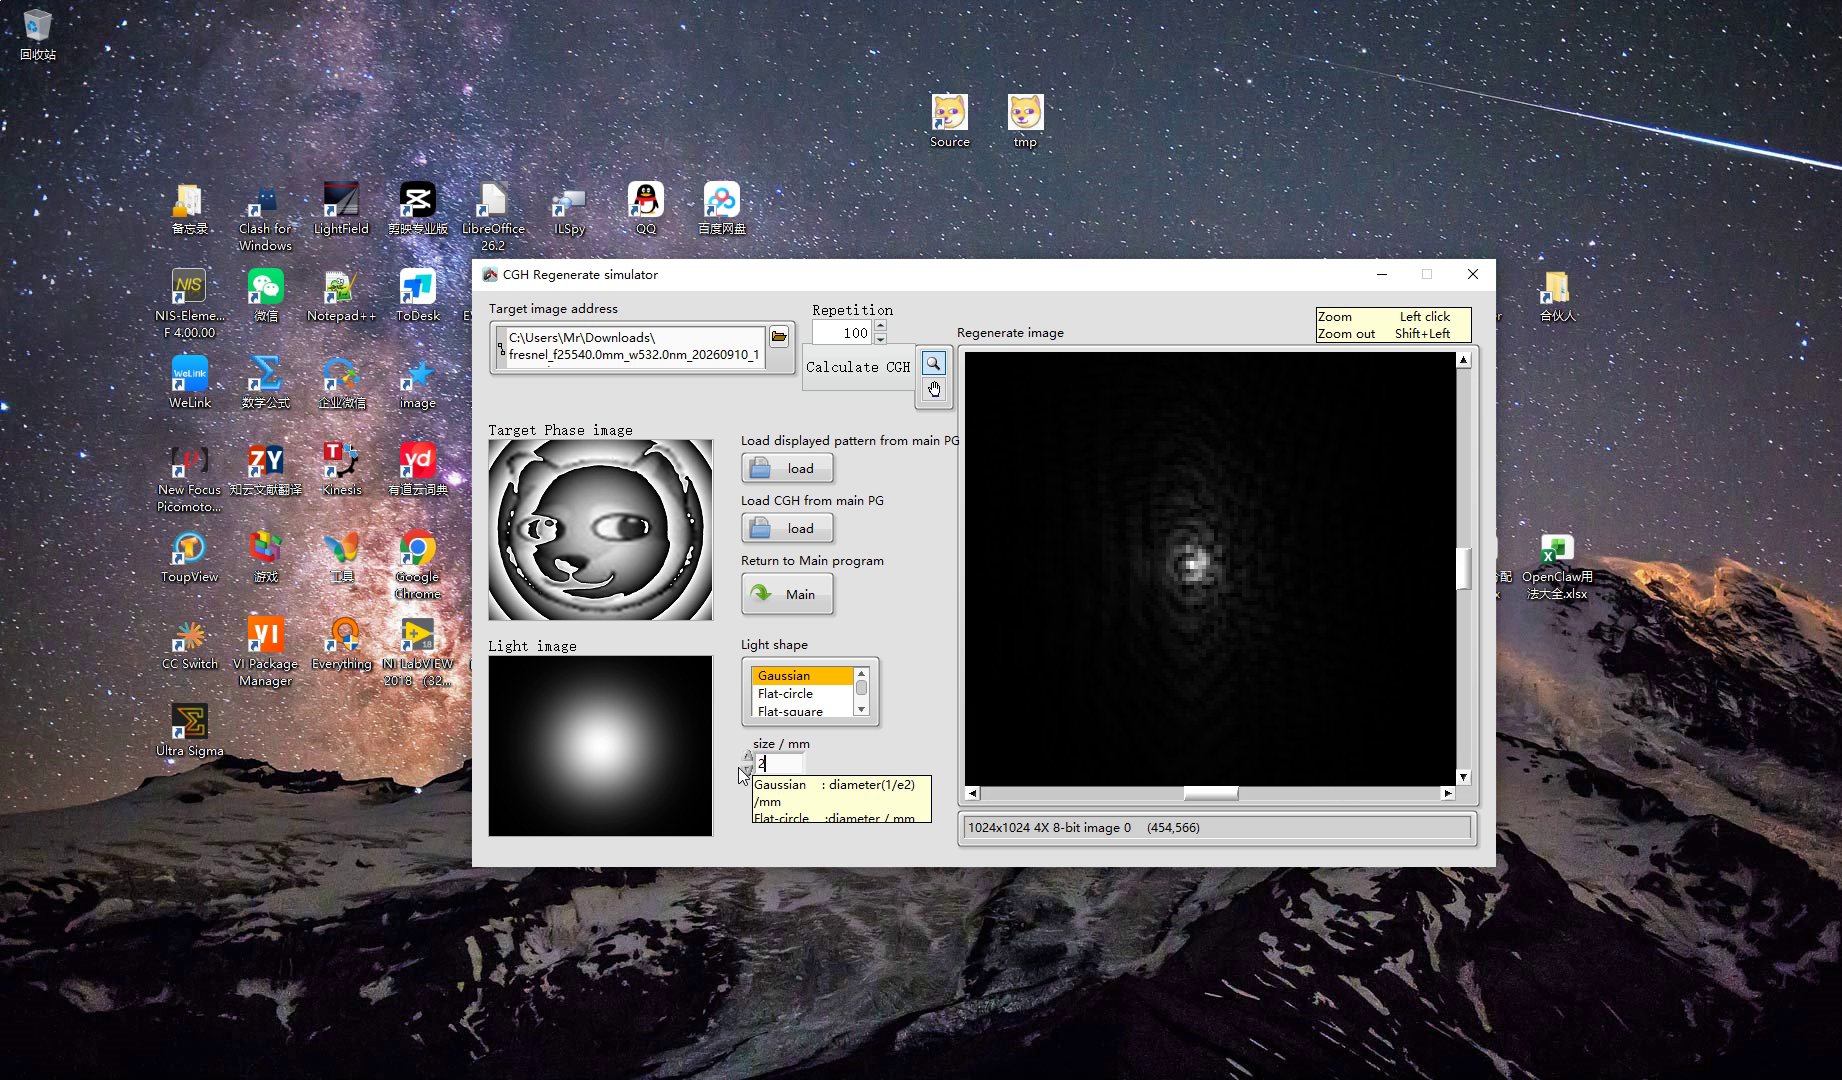 回收站
Source
tmp
备忘录
Clash for
Windows
LightField
剪映专业版
LibreOffice
26.2
ILSpy
QQ
百度网盘
NIS
NIS-Eleme...
F 4.00.00
微信
Notepad++
ToDesk
WeLink
WeLink
数学公式
企业微信
image
New Focus
Picomoto...
ZY
知云文献翻译
T
Kinesis
yd
有道云词典
ToupView
游戏
工具
Google
Chrome
CC Switch
VI
VI Package
Manager
Everything
18
NI LabVIEW
2018 （32...
Ultra Sigma
合伙人
OpenClaw用
法大全.xlsx
CGH Regenerate simulator
Target image address
C:\Users\Mr\Downloads\
fresnel_f25540.0mm_w532.0nm_20260910_1
Repetition
100
Calculate CGH
Regenerate image
Zoom Left click
Zoom out Shift+Left
Target Phase image
Load displayed pattern from main PG
load
Load CGH from main PG
load
Return to Main program
Main
Light image
Light shape
Gaussian
Flat-circle
Flat-square
size / mm
2
Gaussian : diameter(1/e2)
/mm
Flat-circle :diameter / mm
1024x1024 4X 8-bit image 0 (454,566)